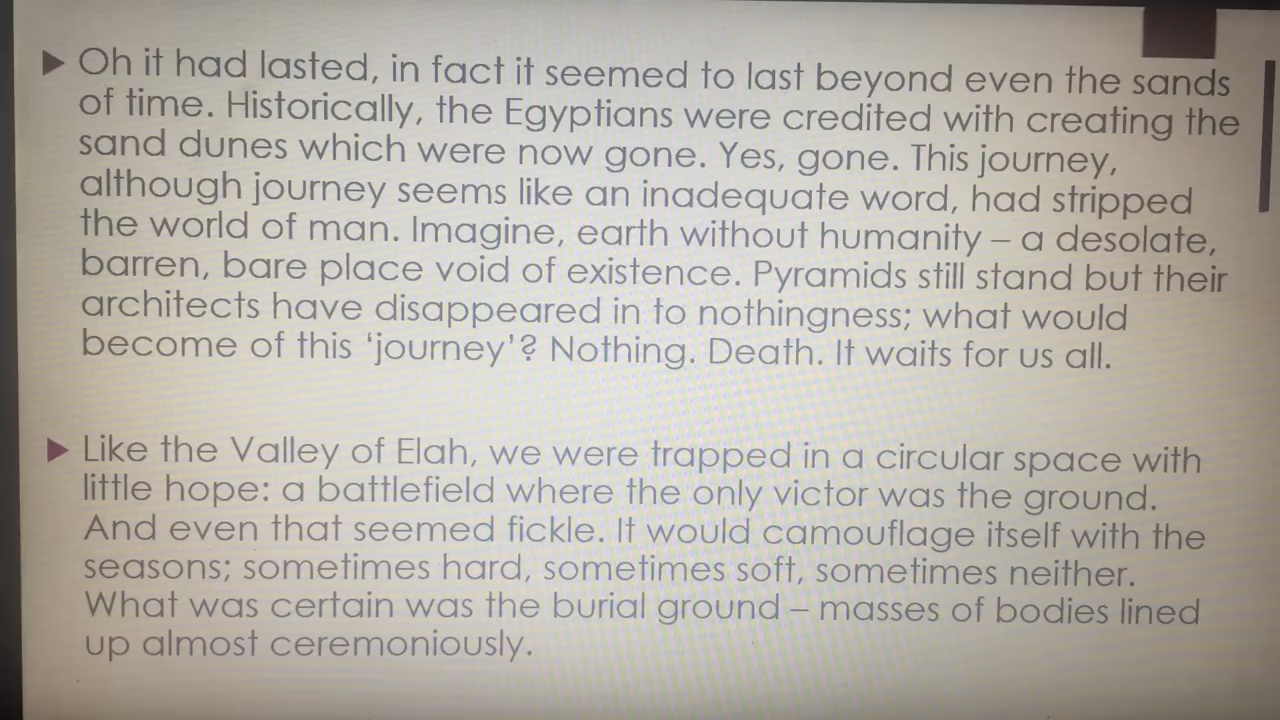 Oh it had lasted, in fact it seemed to last beyond even the sands
of time. Historically, the Egyptians were credited with creating the
sand dunes which were now gone. Yes, gone. This journey,
although journey seems like an inadequate word, had stripped
the world of man. Imagine, earth without humanity – a desolate,
barren, bare place void of existence. Pyramids still stand but their
architects have disappeared in to nothingness; what would
become of this ‘journey’? Nothing. Death. It waits for us all.
Like the Valley of Elah, we were trapped in a circular space with
little hope: a battlefield where the only victor was the ground.
And even that seemed fickle. It would camouflage itself with the
seasons; sometimes hard, sometimes soft, sometimes neither.
What was certain was the burial ground – masses of bodies lined
up almost ceremoniously.